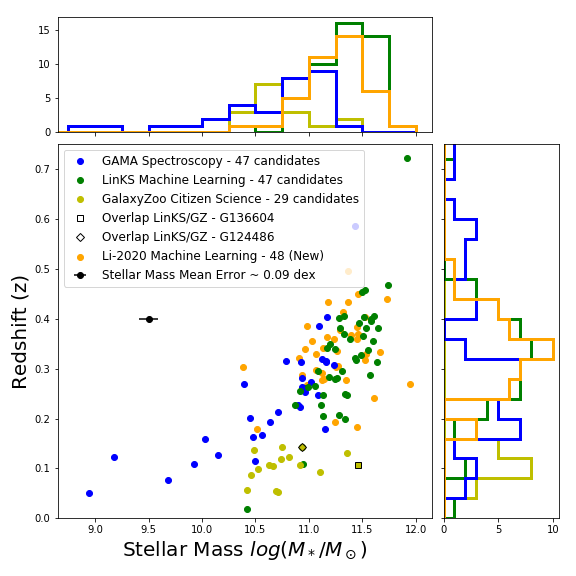 15
10
5
0
0.7
0.6
0.5
0.4
0.3
0.2
0.1
0.0
Redshift (z)
GAMA Spectroscopy - 47 candidates
LinKS Machine Learning - 47 candidates
GalaxyZoo Citizen Science - 29 candidates
Overlap LinKS/GZ - G136604
Overlap LinKS/GZ - G124486
Li-2020 Machine Learning - 48 (New)
Stellar Mass Mean Error ~ 0.09 dex
9.0 9.5 10.0 10.5 11.0 11.5 12.0
0 5 10
Stellar Mass log(M*/M⊙)